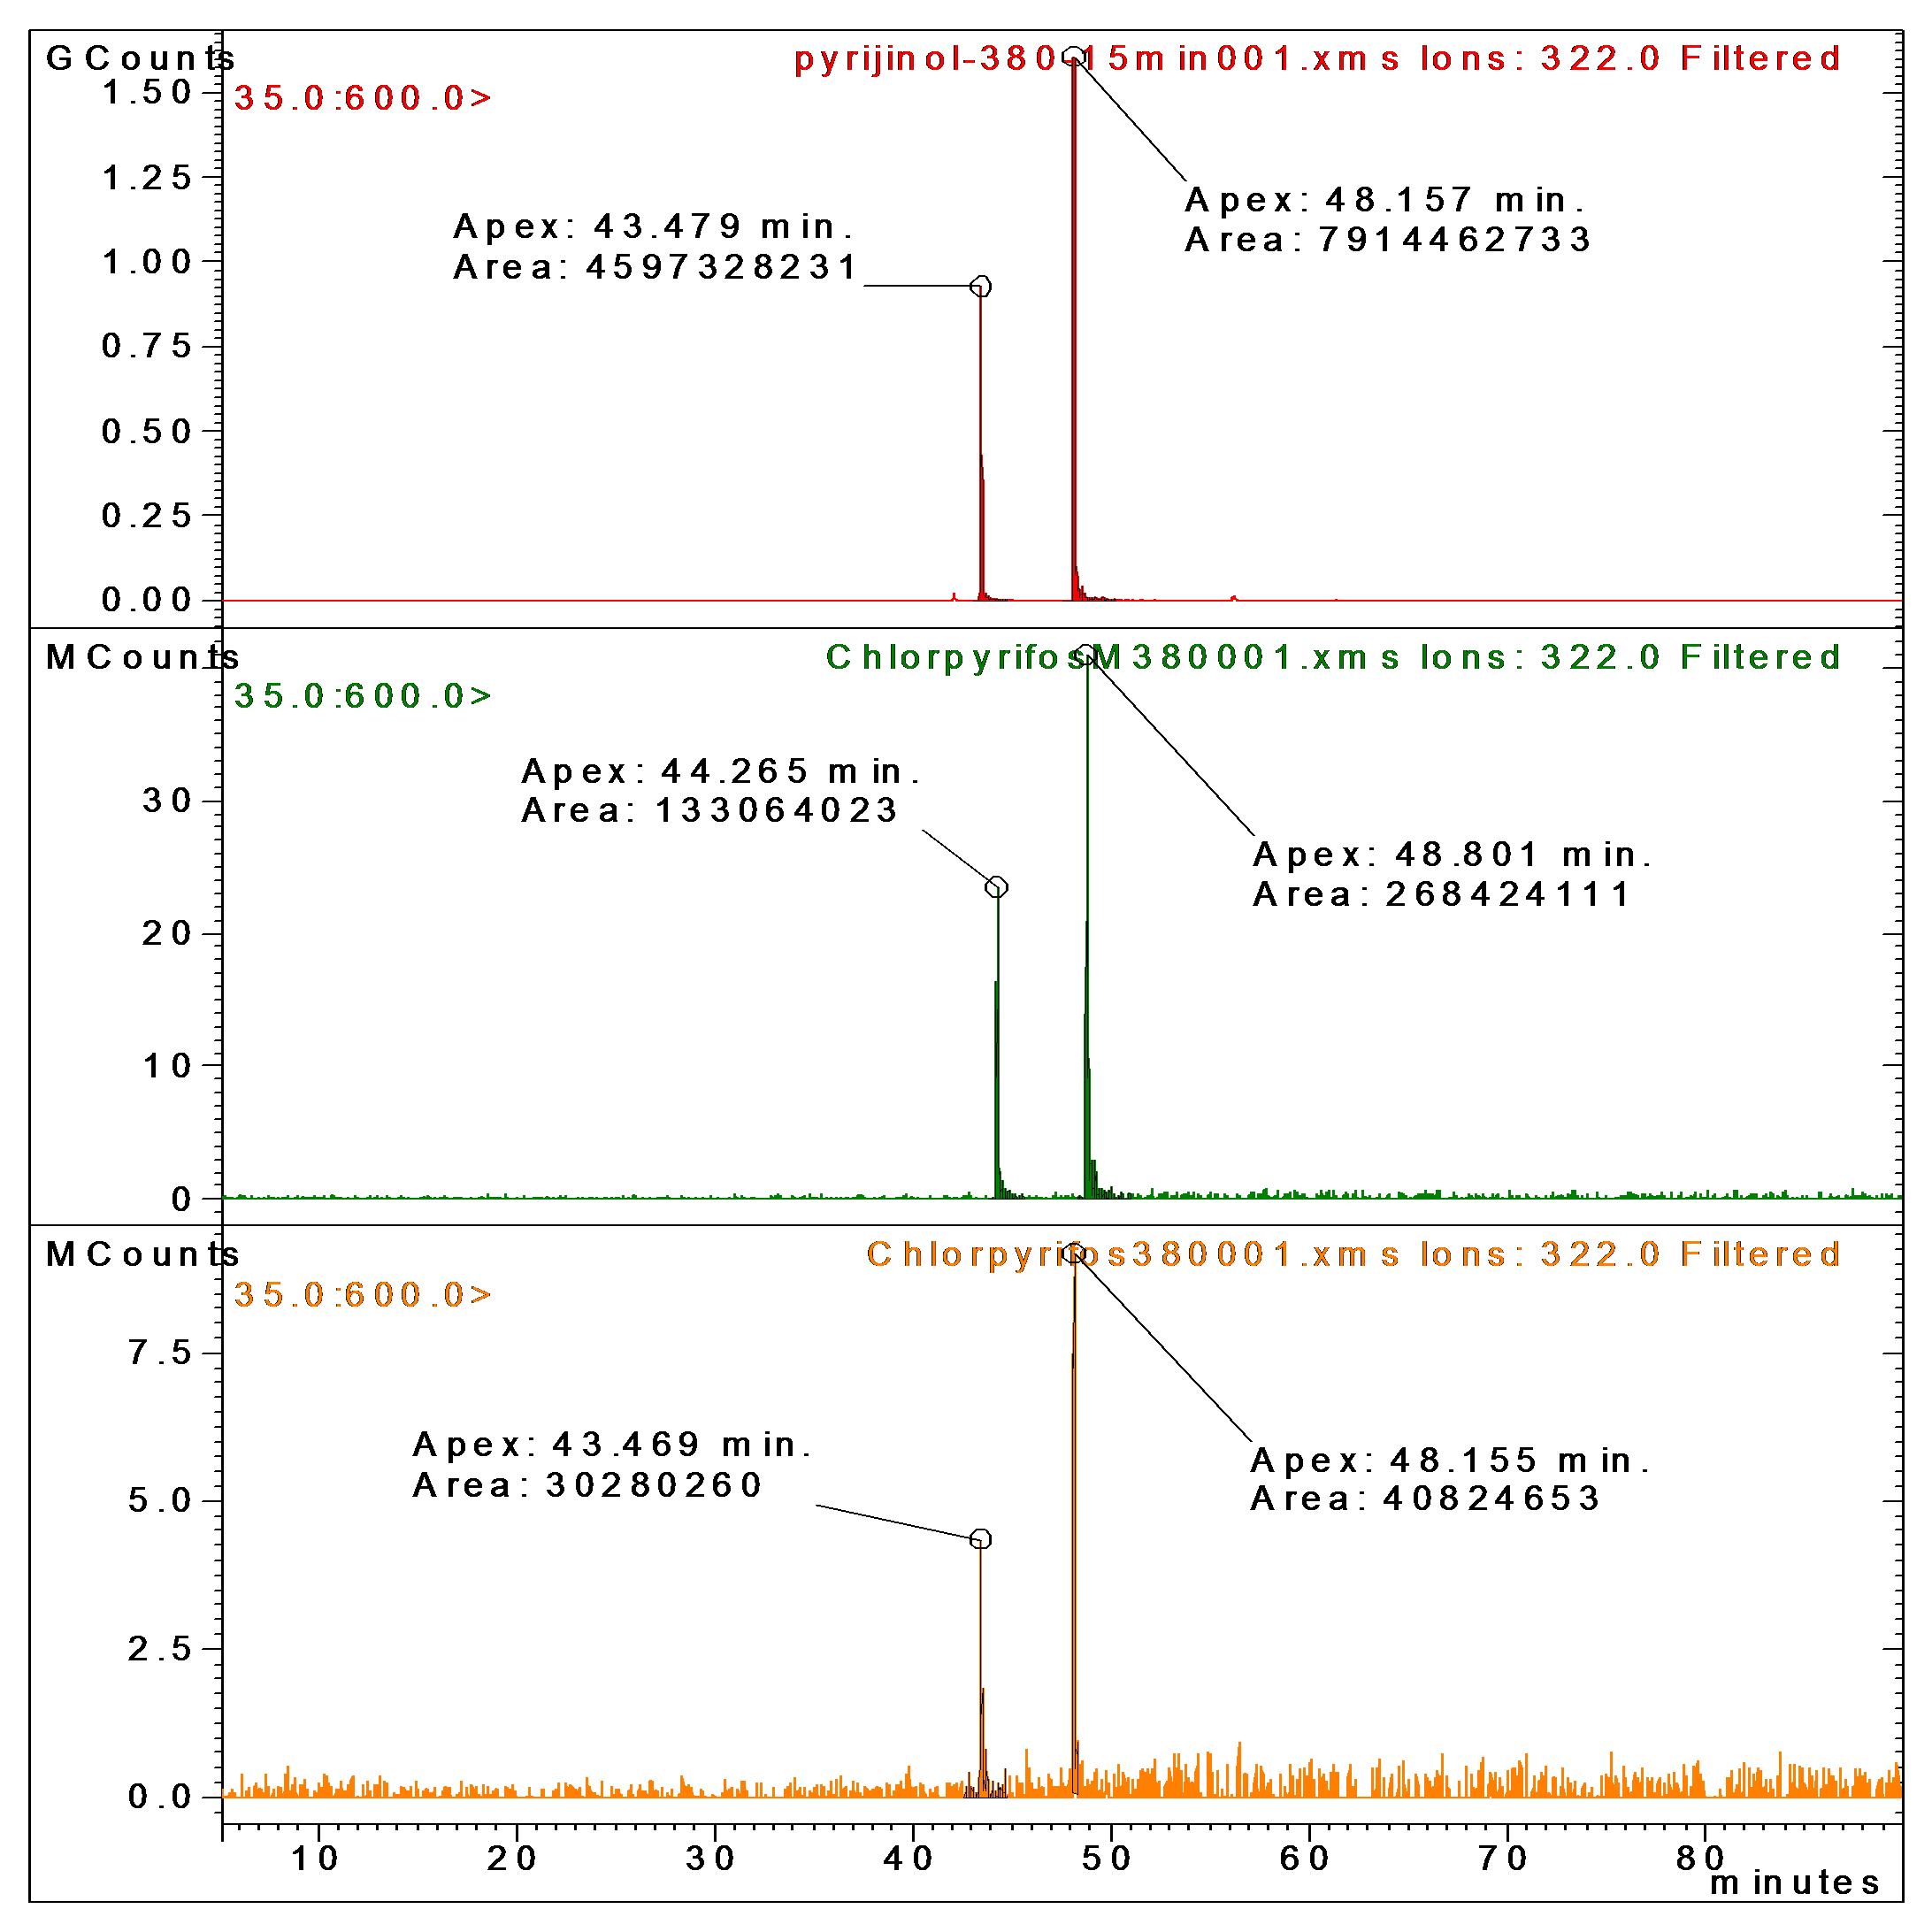 GCounts
pyrijinol-380-15min001.xms Ions: 322.0 Filtered
35.0:600.0>
1.50
1.25
1.00
0.75
0.50
0.25
0.00
Apex: 43.479 min.
Area: 4597328231
Apex: 48.157 min.
Area: 7914462733
MCounts
ChlorpyrifosM380001.xms Ions: 322.0 Filtered
35.0:600.0>
30
20
10
0
Apex: 44.265 min.
Area: 133064023
Apex: 48.801 min.
Area: 268424111
MCounts
Chlorpyrifos380001.xms Ions: 322.0 Filtered
35.0:600.0>
7.5
5.0
2.5
0.0
Apex: 43.469 min.
Area: 30280260
Apex: 48.155 min.
Area: 40824653
10 20 30 40 50 60 70 80
minutes